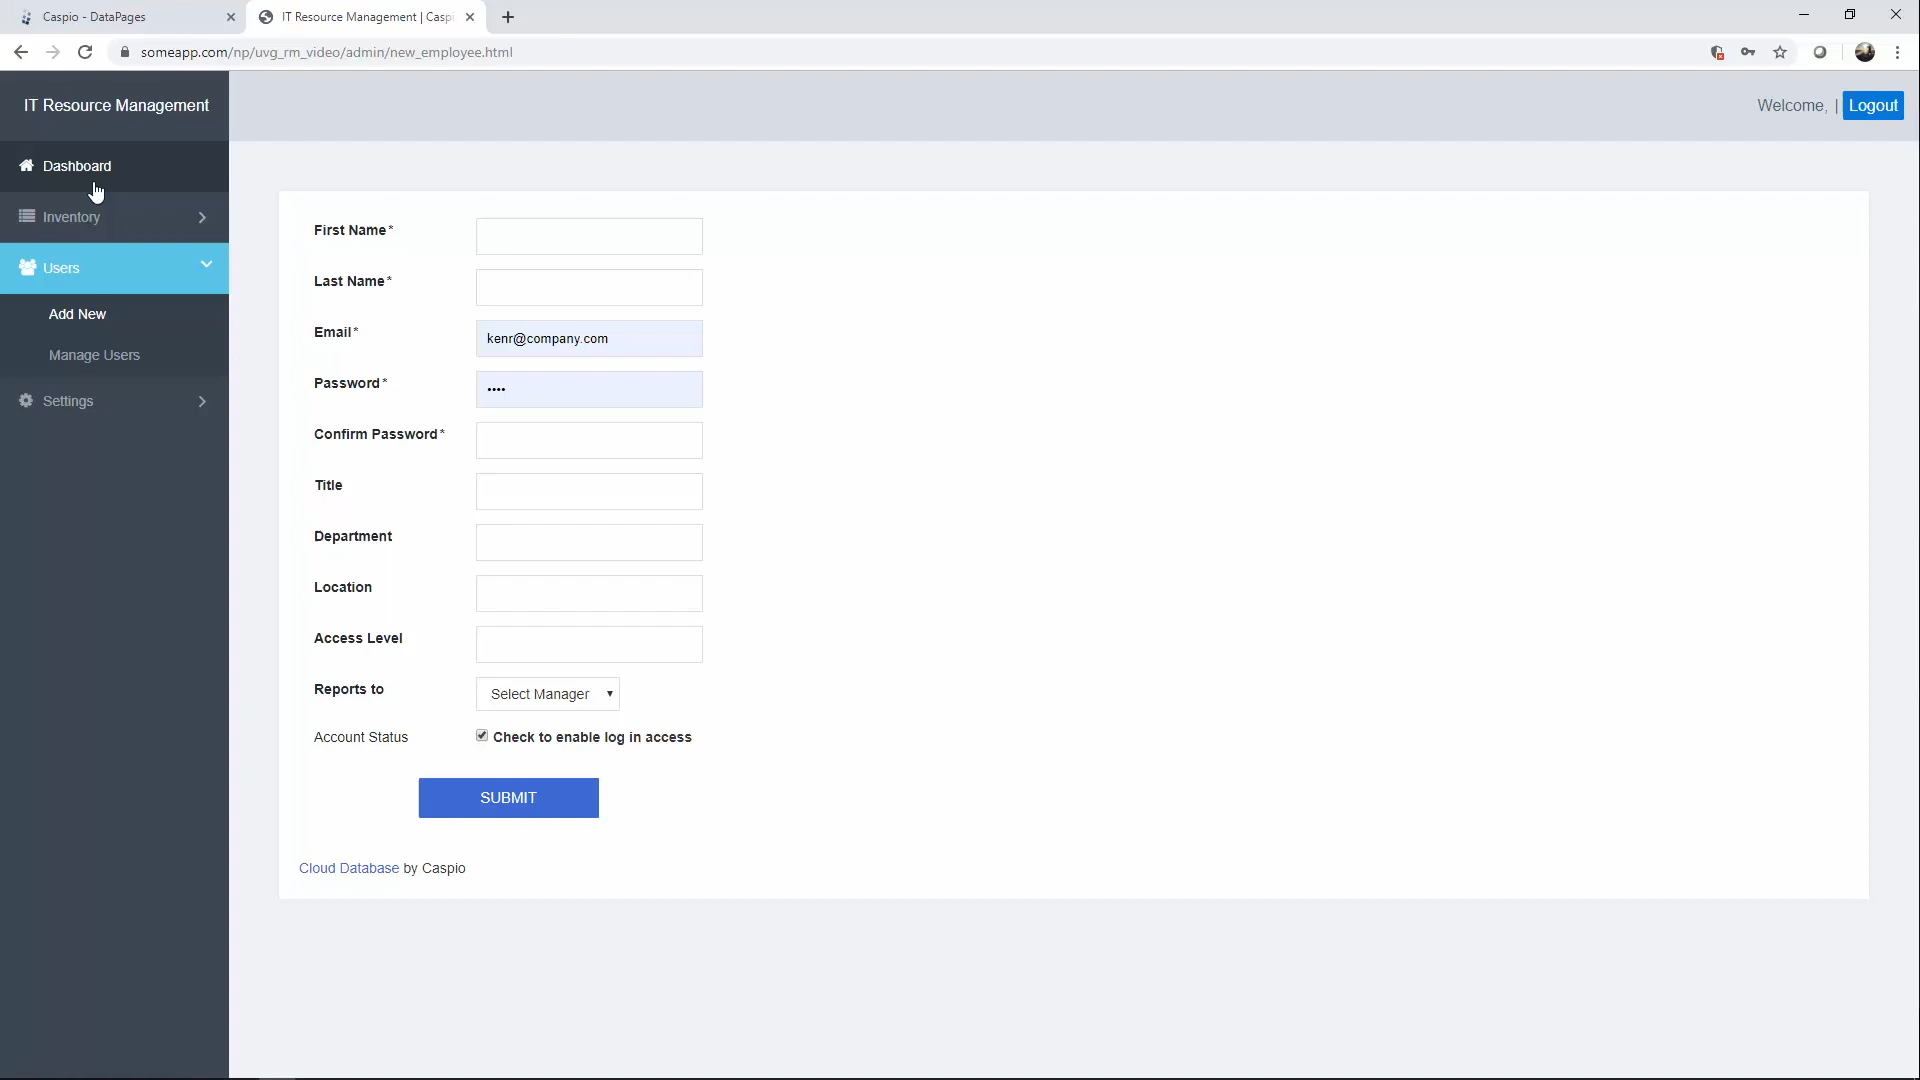 Caspio - DataPages
IT Resource Management | Caspi
someapp.com/np/uvg_rm_video/admin/new_employee.html
IT Resource Management
Welcome, | Logout
Dashboard
Inventory
Users
Add New
Manage Users
Settings
First Name*
Last Name*
Email* kenr@company.com
Password* ••••
Confirm Password*
Title
Department
Location
Access Level
Reports to Select Manager
Account Status Check to enable log in access
SUBMIT
Cloud Database by Caspio